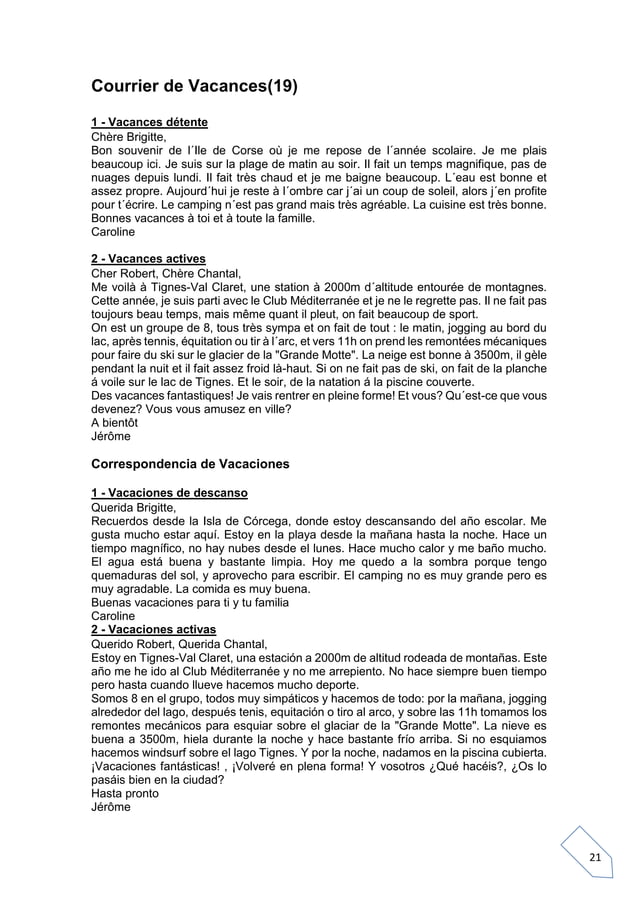 Courrier de Vacances(19)
1 - Vacances détente
Chère Brigitte,
Bon souvenir de l´Ile de Corse où je me repose de l´année scolaire. Je me plais
beaucoup ici. Je suis sur la plage de matin au soir. Il fait un temps magnifique, pas de
nuages depuis lundi. Il fait très chaud et je me baigne beaucoup. L´eau est bonne et
assez propre. Aujourd´hui je reste à l´ombre car j´ai un coup de soleil, alors j´en profite
pour t´écrire. Le camping n´est pas grand mais très agréable. La cuisine est très bonne.
Bonnes vacances à toi et à toute la famille.
Caroline
2 - Vacances actives
Cher Robert, Chère Chantal,
Me voilà à Tignes-Val Claret, une station à 2000m d´altitude entourée de montagnes.
Cette année, je suis parti avec le Club Méditerranée et je ne le regrette pas. Il ne fait pas
toujours beau temps, mais même quant il pleut, on fait beaucoup de sport.
On est un groupe de 8, tous très sympa et on fait de tout : le matin, jogging au bord du
lac, après tennis, équitation ou tir à l´arc, et vers 11h on prend les remontées mécaniques
pour faire du ski sur le glacier de la "Grande Motte". La neige est bonne à 3500m, il gèle
pendant la nuit et il fait assez froid là-haut. Si on ne fait pas de ski, on fait de la planche
á voile sur le lac de Tignes. Et le soir, de la natation á la piscine couverte.
Des vacances fantastiques! Je vais rentrer en pleine forme! Et vous? Qu´est-ce que vous
devenez? Vous vous amusez en ville?
A bientôt
Jérôme
Correspondencia de Vacaciones
1 - Vacaciones de descanso
Querida Brigitte,
Recuerdos desde la Isla de Córcega, donde estoy descansando del año escolar. Me
gusta mucho estar aquí. Estoy en la playa desde la mañana hasta la noche. Hace un
tiempo magnífico, no hay nubes desde el lunes. Hace mucho calor y me baño mucho.
El agua está buena y bastante limpia. Hoy me quedo a la sombra porque tengo
quemaduras del sol, y aprovecho para escribir. El camping no es muy grande pero es
muy agradable. La comida es muy buena.
Buenas vacaciones para ti y tu familia
Caroline
2 - Vacaciones activas
Querido Robert, Querida Chantal,
Estoy en Tignes-Val Claret, una estación a 2000m de altitud rodeada de montañas. Este
año me he ido al Club Méditerranée y no me arrepiento. No hace siempre buen tiempo
pero hasta cuando llueve hacemos mucho deporte.
Somos 8 en el grupo, todos muy simpáticos y hacemos de todo: por la mañana, jogging
alrededor del lago, después tenis, equitación o tiro al arco, y sobre las 11h tomamos los
remontes mecánicos para esquiar sobre el glaciar de la "Grande Motte". La nieve es
buena a 3500m, hiela durante la noche y hace bastante frío arriba. Si no esquiamos
hacemos windsurf sobre el lago Tignes. Y por la noche, nadamos en la piscina cubierta.
¡Vacaciones fantásticas! , ¡Volveré en plena forma! Y vosotros ¿Qué hacéis?, ¿Os lo
pasáis bien en la ciudad?
Hasta pronto
Jérôme
21